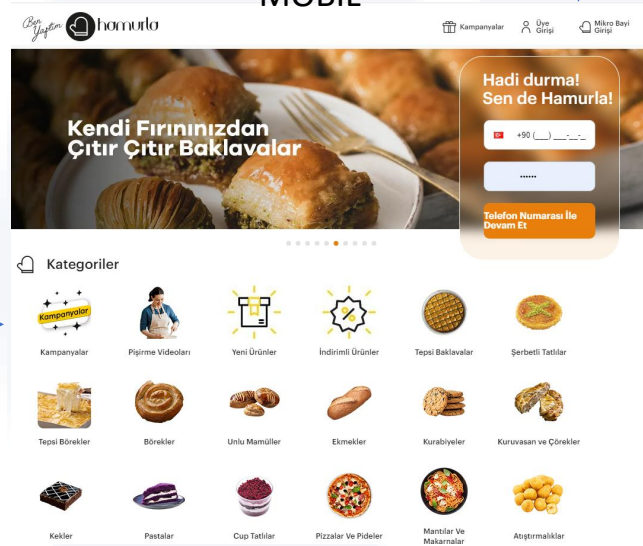 MOBİL
Ben
Yaptım
hamurla
Kampanyalar
Üye
Girişi
Mikro Bayi
Girişi
Kendi Fırınınızdan
Çıtır Çıtır Baklavalar
Hadi durma!
Sen de Hamurla!
+90 (___) ___-__-__
••••••
Telefon Numarası İle
Devam Et
Kategoriler
Kampanyalar
Kampanyalar
Pişirme Videoları
Yeni Ürünler
İndirimli Ürünler
Tepsi Baklavalar
Şerbetli Tatlılar
Tepsi Börekler
Börekler
Unlu Mamüller
Ekmekler
Kurabiyeler
Kuruvasan ve Çörekler
Kekler
Pastalar
Cup Tatlılar
Pizzalar Ve Pideler
Mantılar Ve
Makarnalar
Atıştırmalıklar